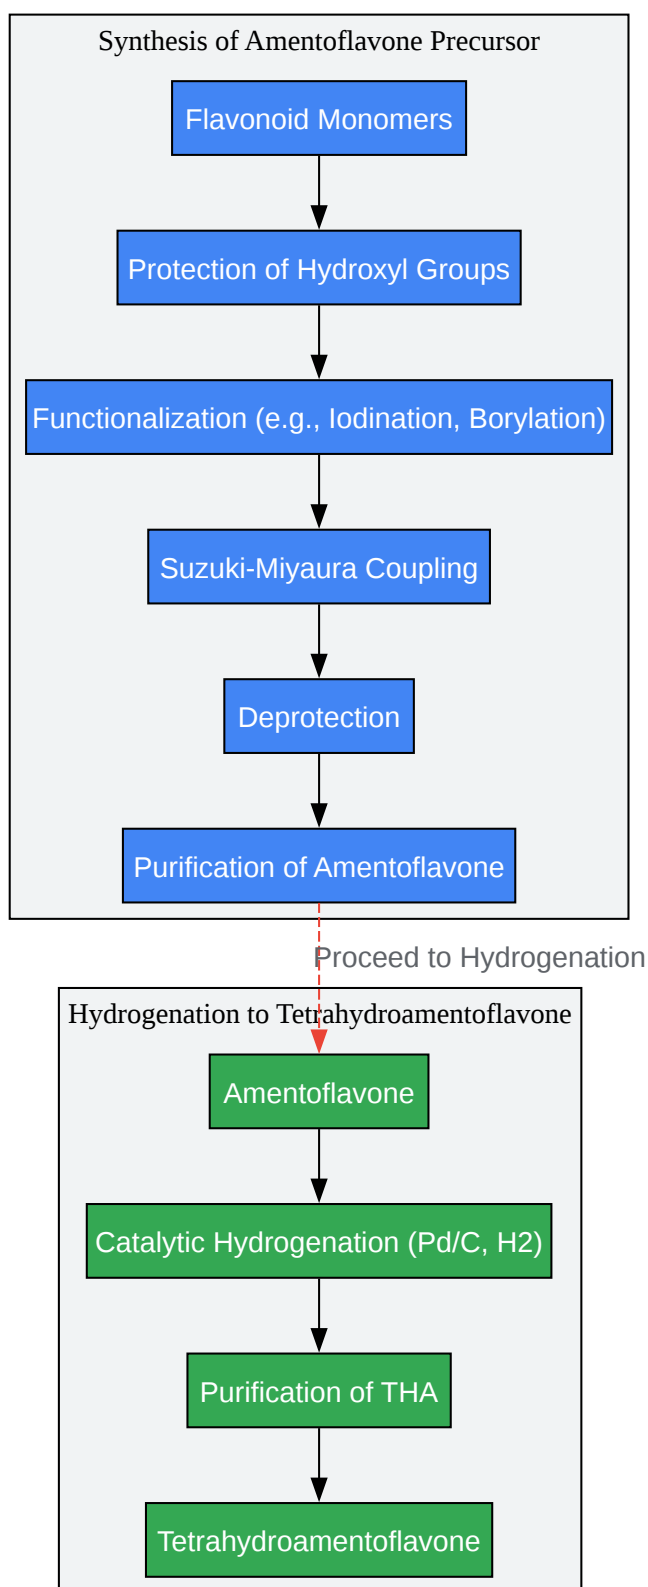 Synthesis of Amentoflavone Precursor
Flavonoid Monomers
Protection of Hydroxyl Groups
Functionalization (e.g., Iodination, Borylation)
Suzuki-Miyaura Coupling
Deprotection
Purification of Amentoflavone
Proceed to Hydrogenation
Hydrogenation to Tetrahydroamentoflavone
Amentoflavone
Catalytic Hydrogenation (Pd/C, H2)
Purification of THA
Tetrahydroamentoflavone